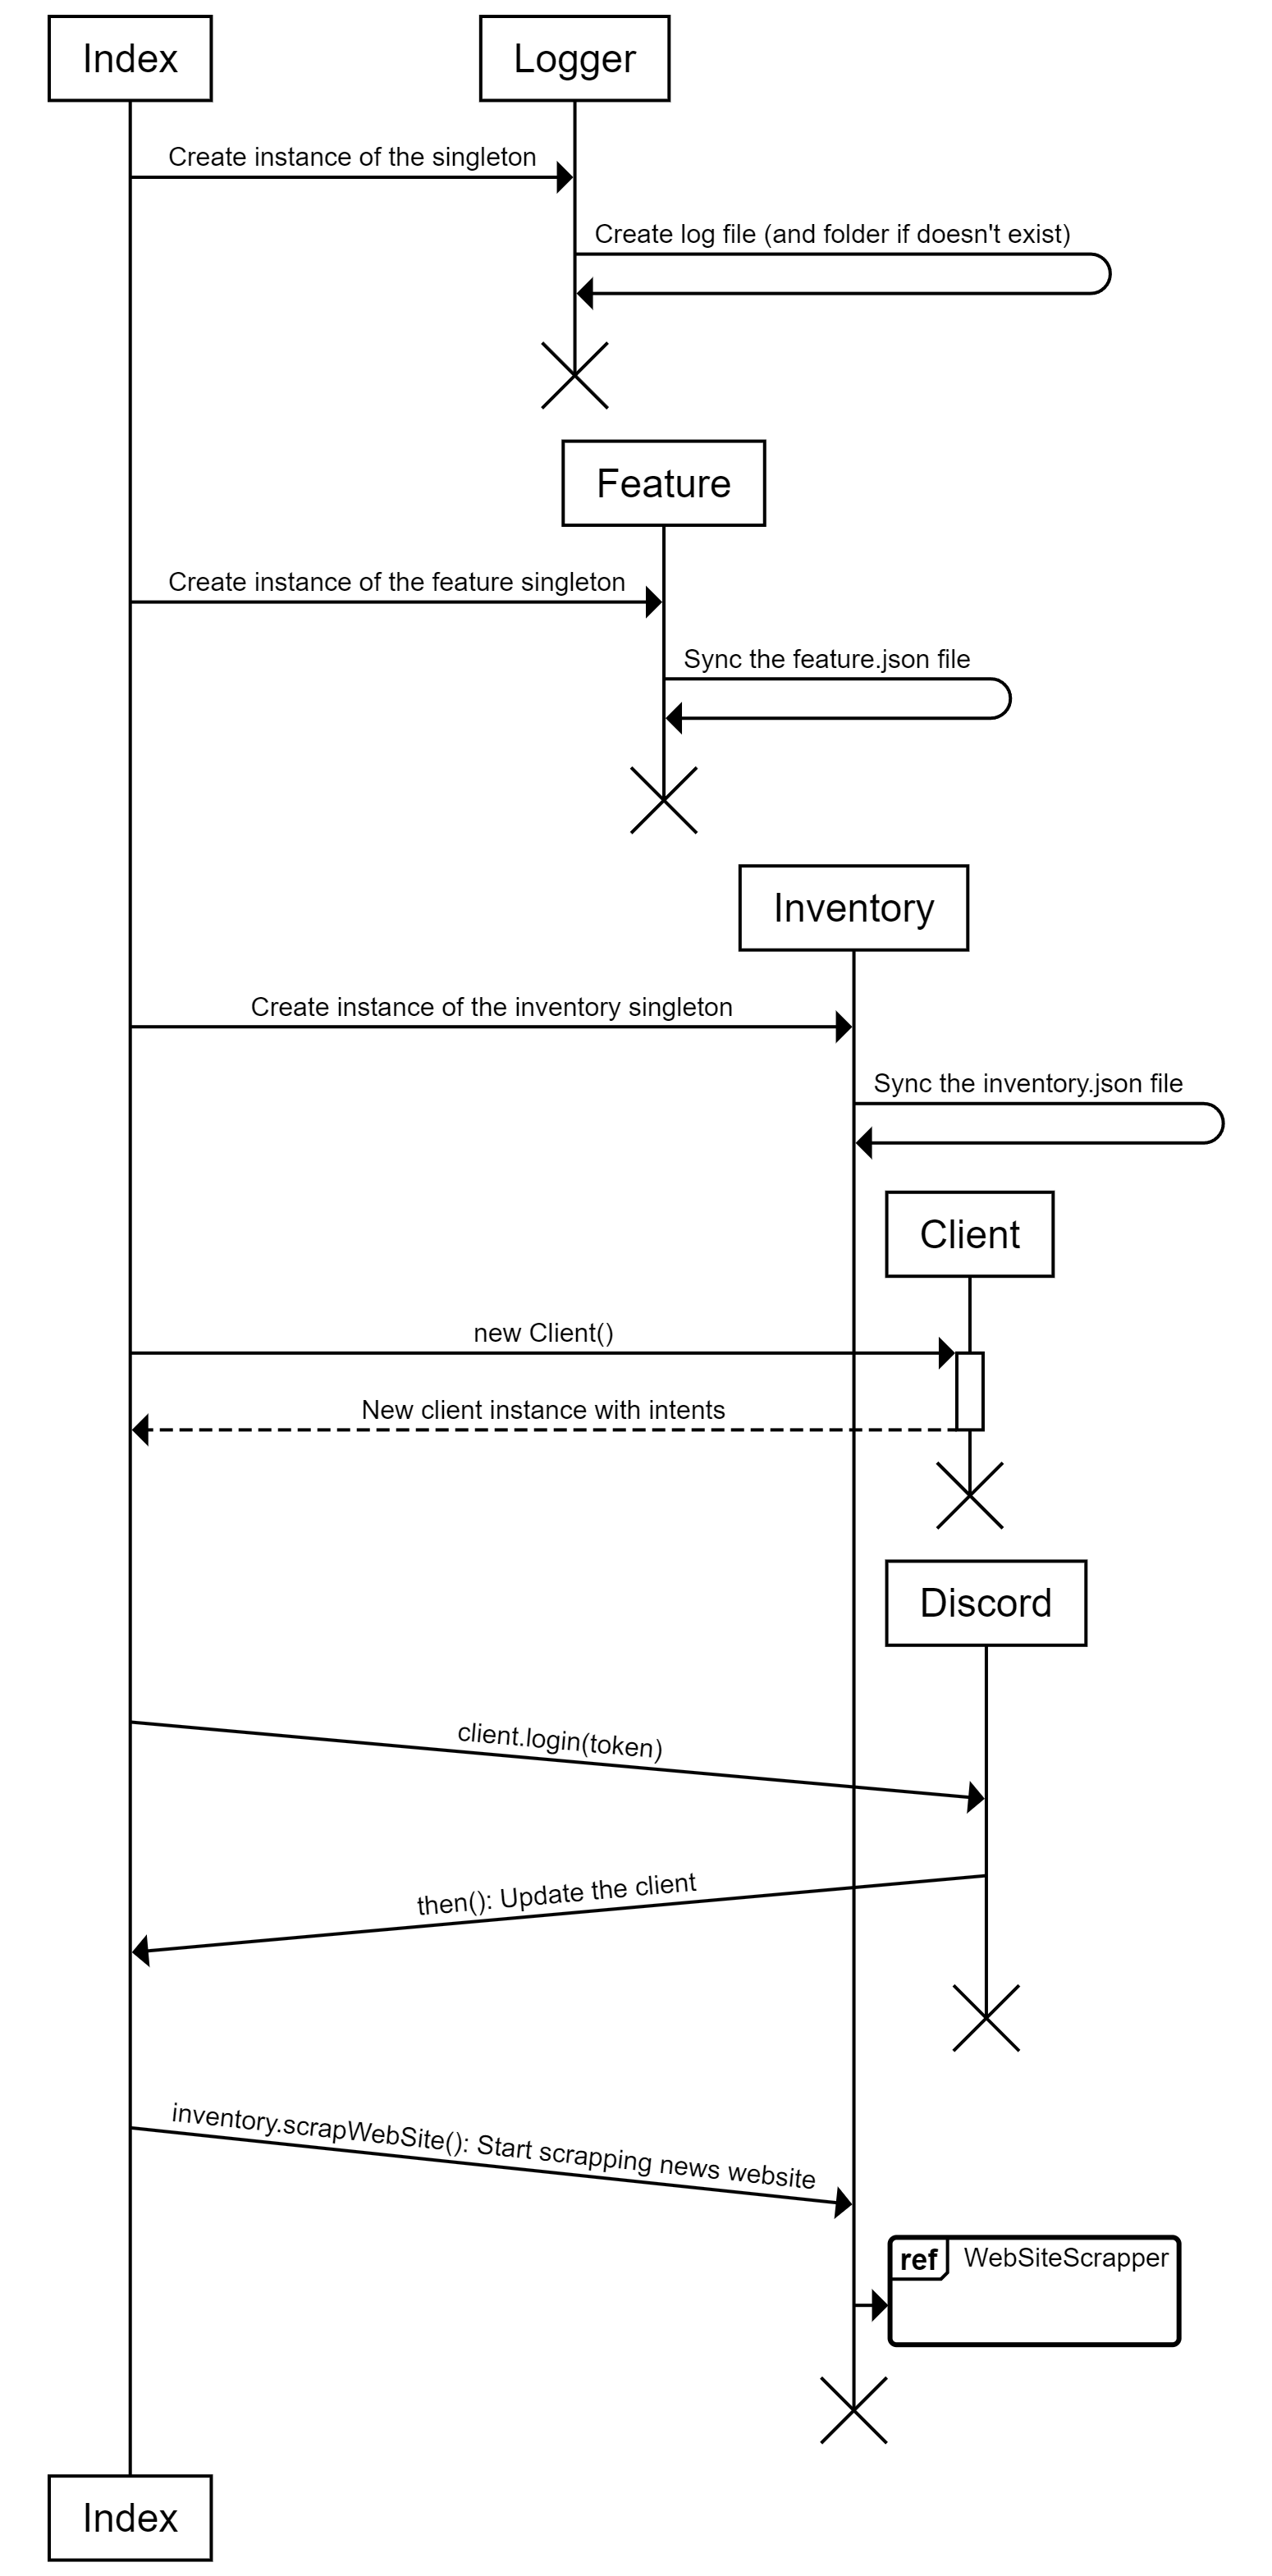 Index
Logger
Create instance of the singleton
Create log file (and folder if doesn't exist)
Feature
Create instance of the feature singleton
Sync the feature.json file
Inventory
Create instance of the inventory singleton
Sync the inventory.json file
Client
new Client()
New client instance with intents
Discord
client.login(token)
then(): Update the client
inventory.scrapWebSite(): Start scrapping news website
ref WebSiteScrapper
Index